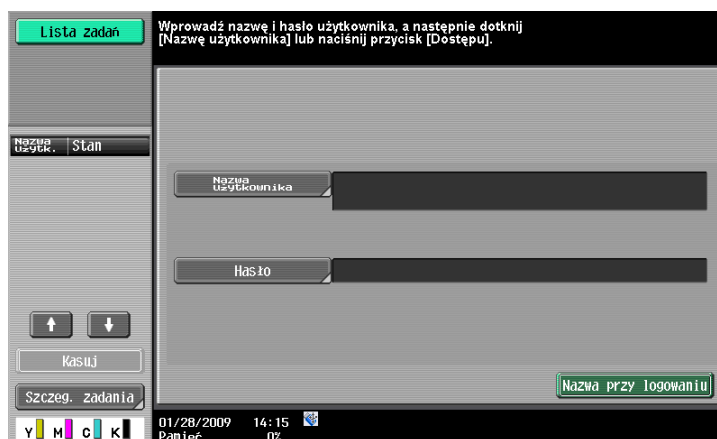 Lista zadań
Wprowadź nazwę i hasło użytkownika, a następnie dotknij
[Nazwę użytkownika] lub naciśnij przycisk [Dostępu].
Nazwa
użytk.
Stan
Nazwa
użytkownika
Hasło
Kasuj
Szczeg. zadania
Nazwa przy logowaniu
Y M C K
01/28/2009 14:15
Pamięć 0%